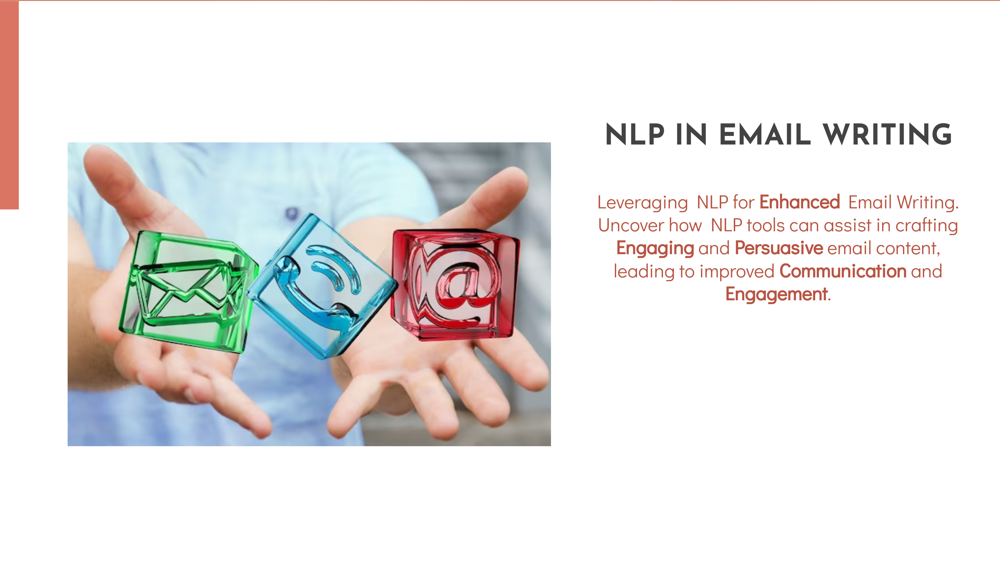 NLP IN EMAIL WRITING
Leveraging NLP for Enhanced Email Writing.
Uncover how NLP tools can assist in crafting
Engaging and Persuasive email content,
leading to improved Communication and
Engagement.
@